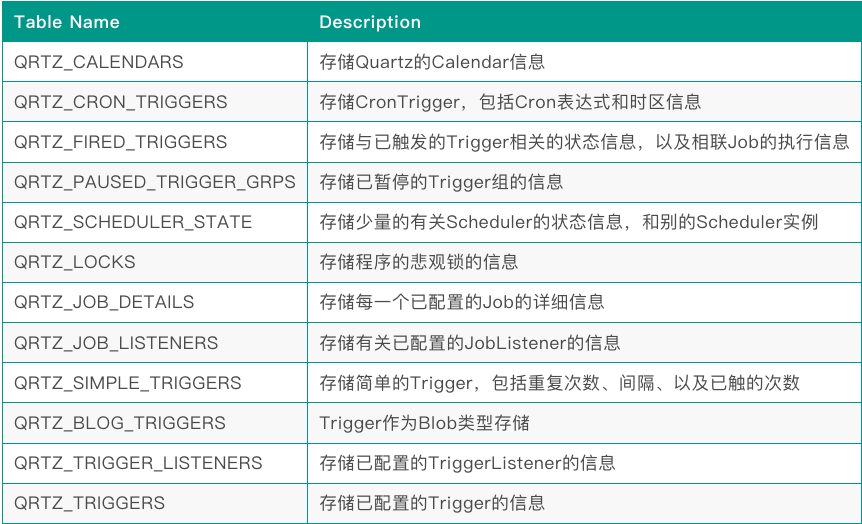 Table Name Description
QRTZ_CALENDARS 存储Quartz的Calendar信息
QRTZ_CRON_TRIGGERS 存储CronTrigger，包括Cron表达式和时区信息
QRTZ_FIRED_TRIGGERS 存储与已触发的Trigger相关的状态信息，以及相联Job的执行信息
QRTZ_PAUSED_TRIGGER_GRPS 存储已暂停的Trigger组的信息
QRTZ_SCHEDULER_STATE 存储少量的有关Scheduler的状态信息，和别的Scheduler实例
QRTZ_LOCKS 存储程序的悲观锁的信息
QRTZ_JOB_DETAILS 存储每一个已配置的Job的详细信息
QRTZ_JOB_LISTENERS 存储有关已配置的JobListener的信息
QRTZ_SIMPLE_TRIGGERS 存储简单的Trigger，包括重复次数、间隔、以及已触的次数
QRTZ_BLOG_TRIGGERS Trigger作为Blob类型存储
QRTZ_TRIGGER_LISTENERS 存储已配置的TriggerListener的信息
QRTZ_TRIGGERS 存储已配置的Trigger的信息